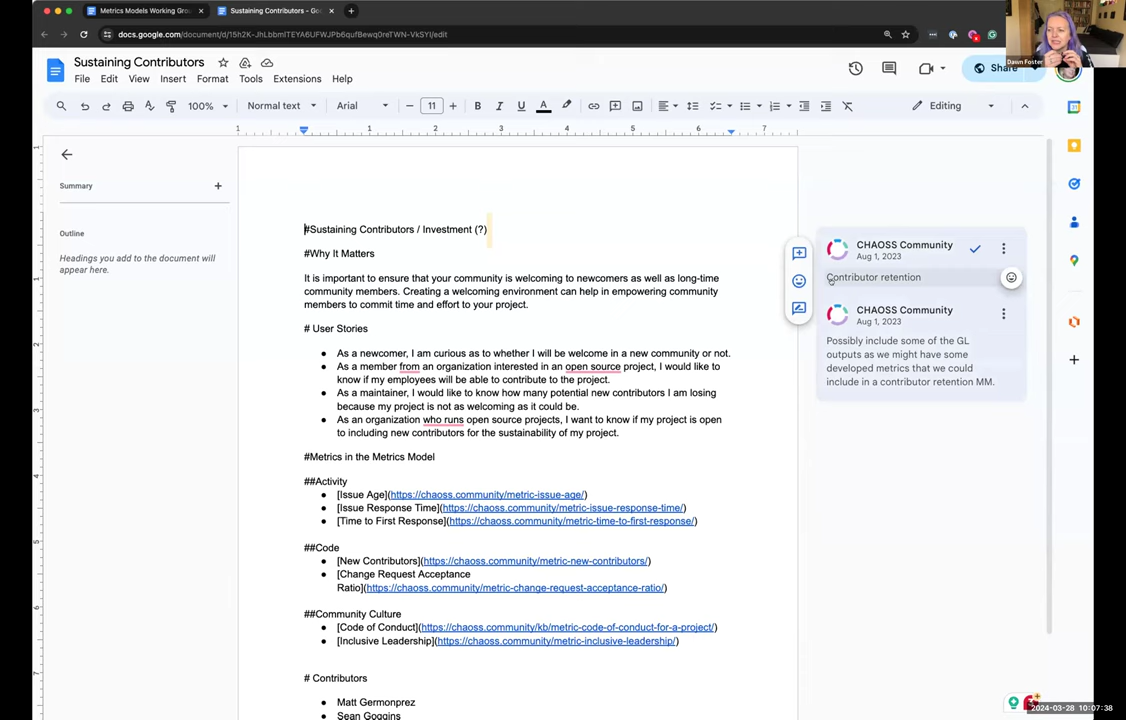 Metrics Models Working Grou
Sustaining Contributors - Goo
docs.google.com/document/d/15h2K-JhLbbmITEYA6UFWJPb6qufBewq0reTWN-VkSYI/edit
Dawn Foster
Sustaining Contributors
Share
File Edit View Insert Format Tools Extensions Help
100% Normal text Arial 11 B I U A Editing
1 1 2 3 4 5 6 7
Summary
Outline
Headings you add to the document will
appear here.
#Sustaining Contributors / Investment (?)
#Why It Matters
It is important to ensure that your community is welcoming to newcomers as well as long-time
community members. Creating a welcoming environment can help in empowering community
members to commit time and effort to your project.
# User Stories
● As a newcomer, I am curious as to whether I will be welcome in a new community or not.
● As a member from an organization interested in an open source project, I would like to
know if my employees will be able to contribute to the project.
● As a maintainer, I would like to know how many potential new contributors I am losing
because my project is not as welcoming as it could be.
● As an organization who runs open source projects, I want to know if my project is open
to including new contributors for the sustainability of my project.
#Metrics in the Metrics Model
##Activity
● [Issue Age](https://chaoss.community/metric-issue-age/)
● [Issue Response Time](https://chaoss.community/metric-issue-response-time/)
● [Time to First Response](https://chaoss.community/metric-time-to-first-response/)
##Code
● [New Contributors](https://chaoss.community/metric-new-contributors/)
● [Change Request Acceptance
Ratio](https://chaoss.community/metric-change-request-acceptance-ratio/)
##Community Culture
● [Code of Conduct](https://chaoss.community/kb/metric-code-of-conduct-for-a-project/)
● [Inclusive Leadership](https://chaoss.community/metric-inclusive-leadership/)
# Contributors
● Matt Germonprez
● Sean Goggins
CHAOSS Community
Aug 1, 2023
Contributor retention
CHAOSS Community
Aug 1, 2023
Possibly include some of the GL
outputs as we might have some
developed metrics that we could
include in a contributor retention MM.
2024-03-28 10:07:38